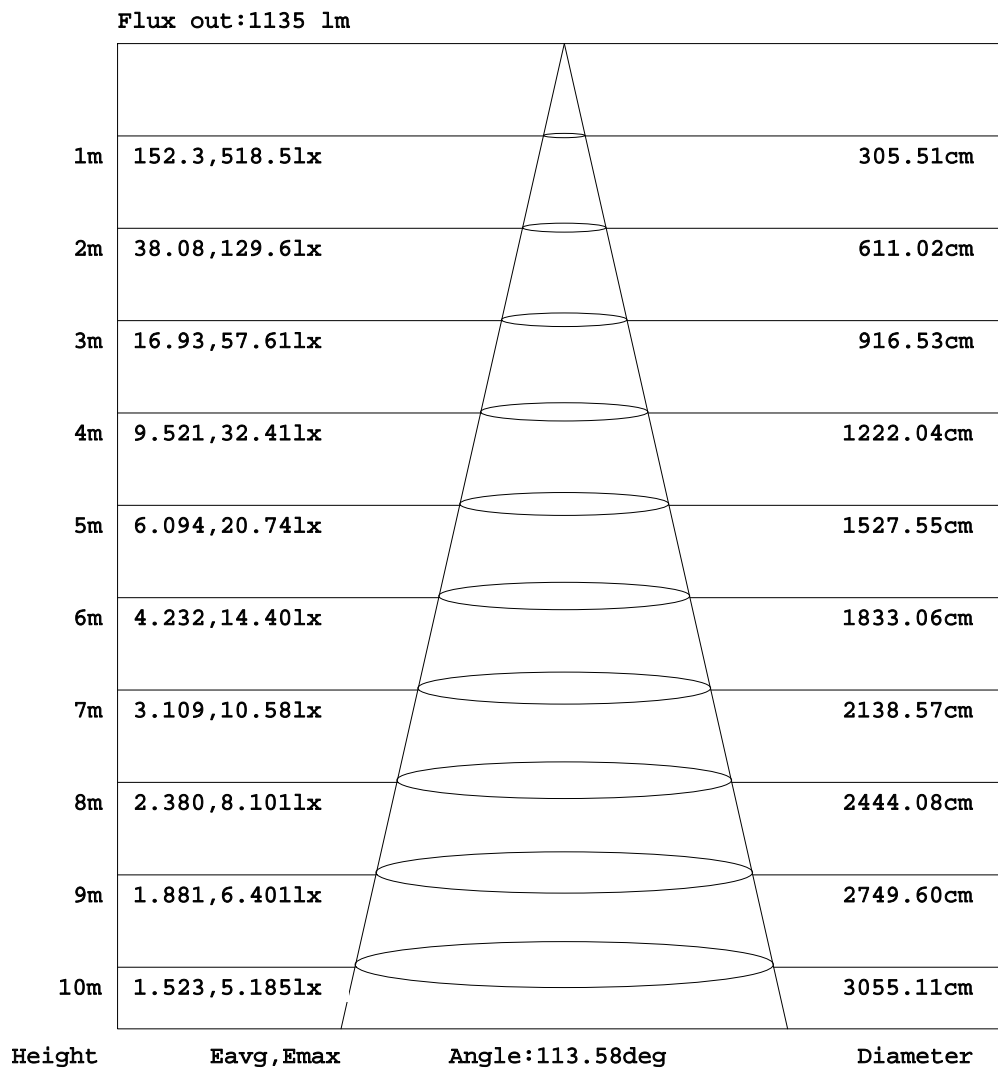 Flux out:1135 lm
1m 152.3,518.5lx 305.51cm
2m 38.08,129.6lx 611.02cm
3m 16.93,57.61lx 916.53cm
4m 9.521,32.41lx 1222.04cm
5m 6.094,20.74lx 1527.55cm
6m 4.232,14.40lx 1833.06cm
7m 3.109,10.58lx 2138.57cm
8m 2.380,8.101lx 2444.08cm
9m 1.881,6.401lx 2749.60cm
10m 1.523,5.185lx 3055.11cm
Height Eavg,Emax Angle:113.58deg Diameter